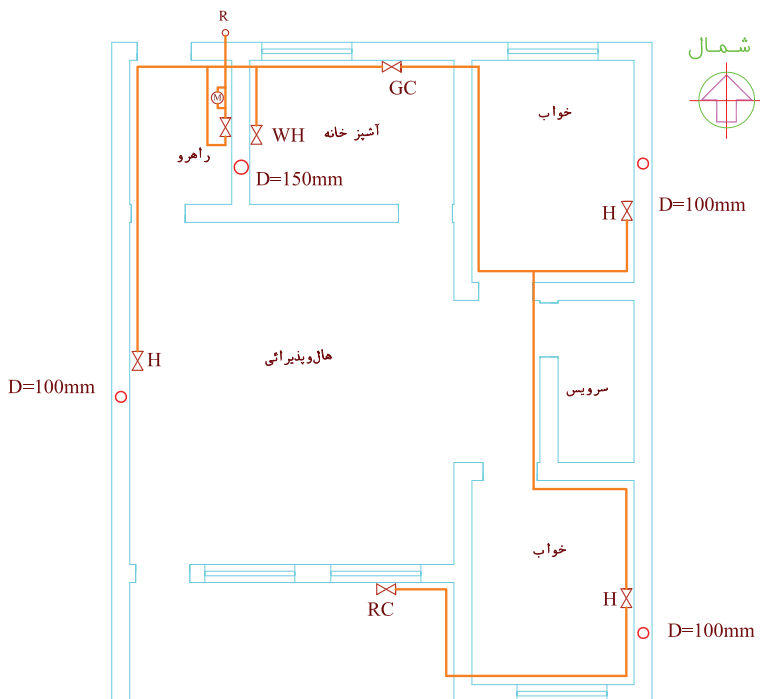 R
شمال
GC
M
خواب
WH
آشپز خانه
راهرو
D=150mm
H
D=100mm
هال‌وپذیرائی
H
D=100mm
سرویس
خواب
H
RC
D=100mm